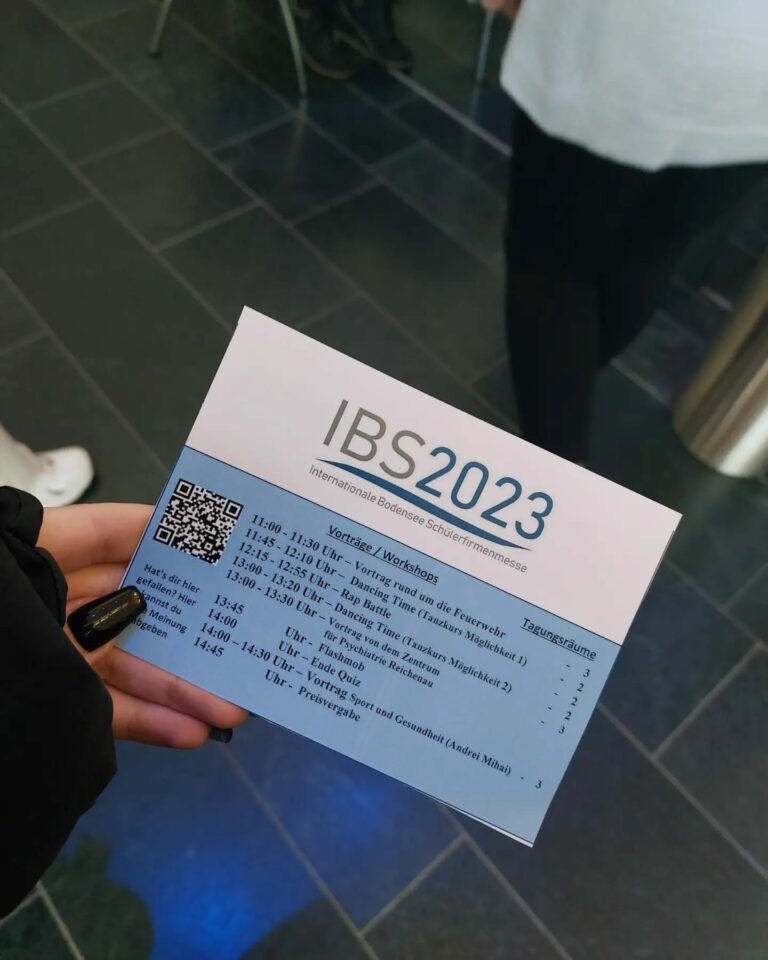 IBS2023
Internationale Bodensee Schülerfirmenmesse
Vorträge / Workshops Tagungsräume
11:00 - 11:30 Uhr – Vortrag rund um die Feuerwehr - 3
11:45 - 12:10 Uhr – Dancing Time (Tanzkurs Möglichkeit 1) - 2
12:15 - 12:55 Uhr – Rap Battle - 2
13:00 - 13:20 Uhr – Dancing Time (Tanzkurs Möglichkeit 2) - 2
13:00 - 13:30 Uhr – Vortrag von dem Zentrum - 3
für Psychiatrie Reichenau
13:45 Uhr - Flashmob
14:00 Uhr – Ende Quiz
14:00 – 14:30 Uhr – Vortrag Sport und Gesundheit (Andrei Mihai) - 3
14:45 Uhr - Preisvergabe
Hat's dir hier
gefallen? Hier
kannst du
Meinung
abgeben